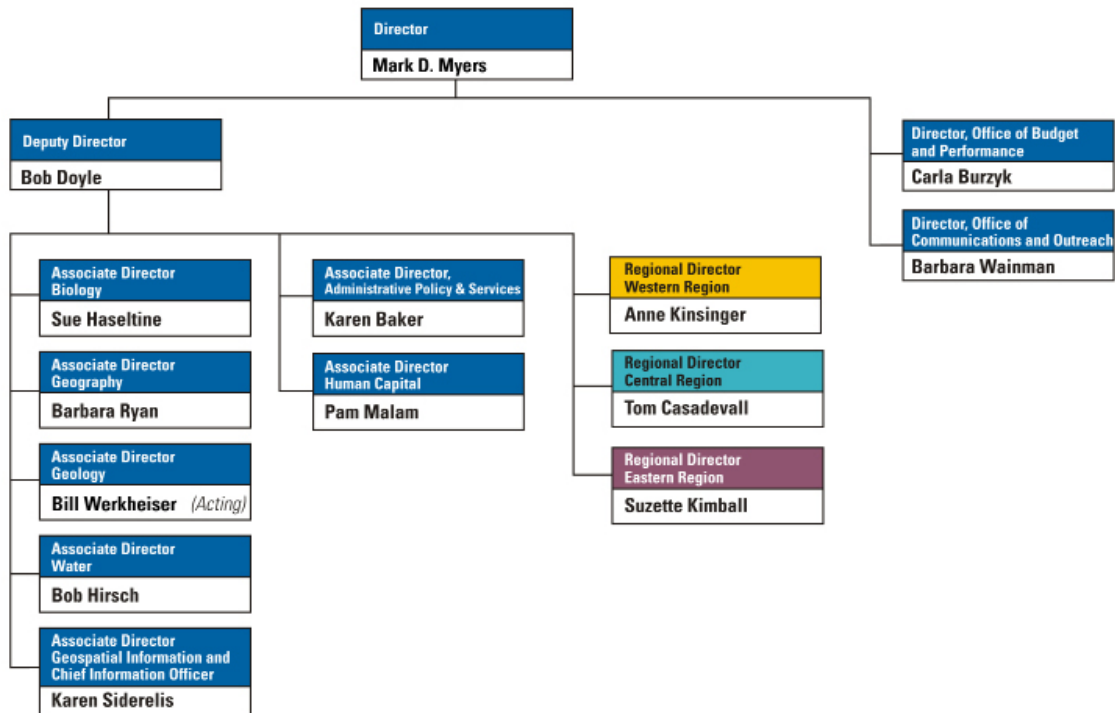 Director
Mark D. Myers
Deputy Director
Bob Doyle
Director, Office of Budget
and Performance
Carla Burzyk
Director, Office of
Communications and Outreach
Barbara Wainman
Associate Director
Biology
Sue Haseltine
Associate Director
Geography
Barbara Ryan
Associate Director
Geology
Bill Werkheiser (Acting)
Associate Director
Water
Bob Hirsch
Associate Director
Geospatial Information and
Chief Information Officer
Karen Siderelis
Associate Director,
Administrative Policy & Services
Karen Baker
Associate Director
Human Capital
Pam Malam
Regional Director
Western Region
Anne Kinsinger
Regional Director
Central Region
Tom Casadevall
Regional Director
Eastern Region
Suzette Kimball